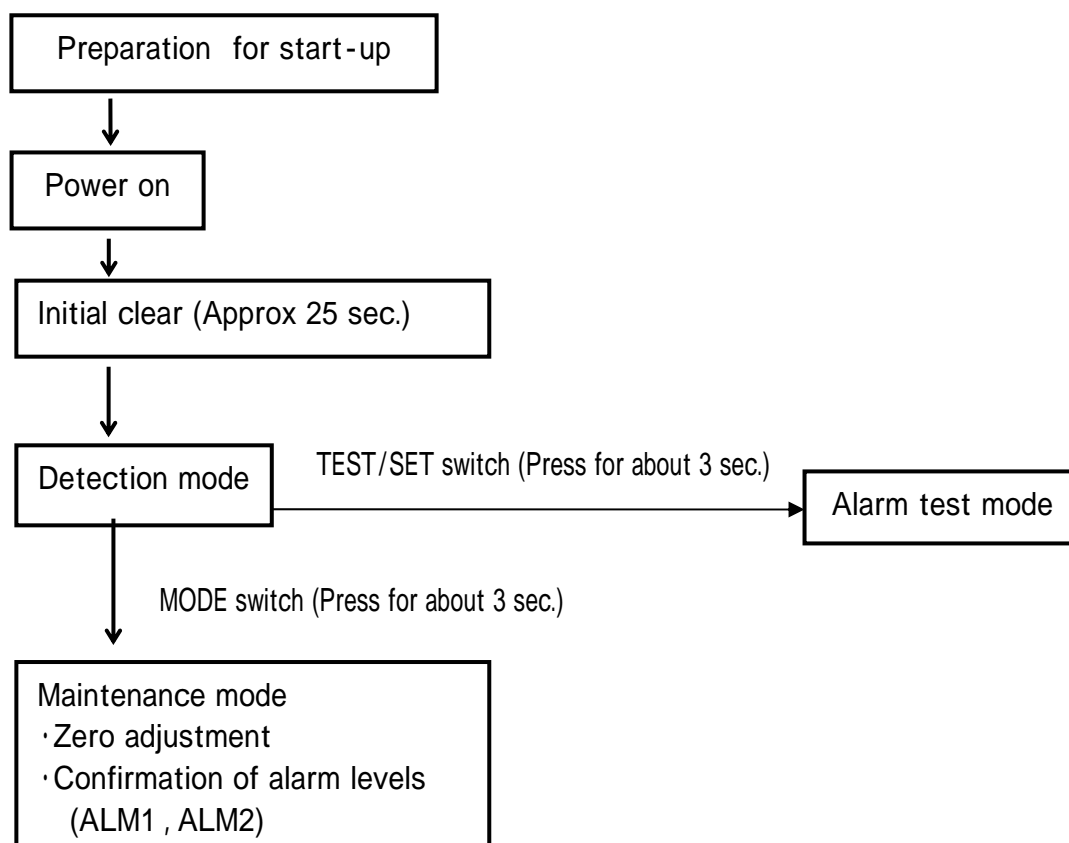 Preparation for start-up
Power on
Initial clear (Approx 25 sec.)
Detection mode
TEST/SET switch (Press for about 3 sec.)
Alarm test mode
MODE switch (Press for about 3 sec.)
Maintenance mode
·Zero adjustment
·Confirmation of alarm levels
(ALM1 , ALM2)